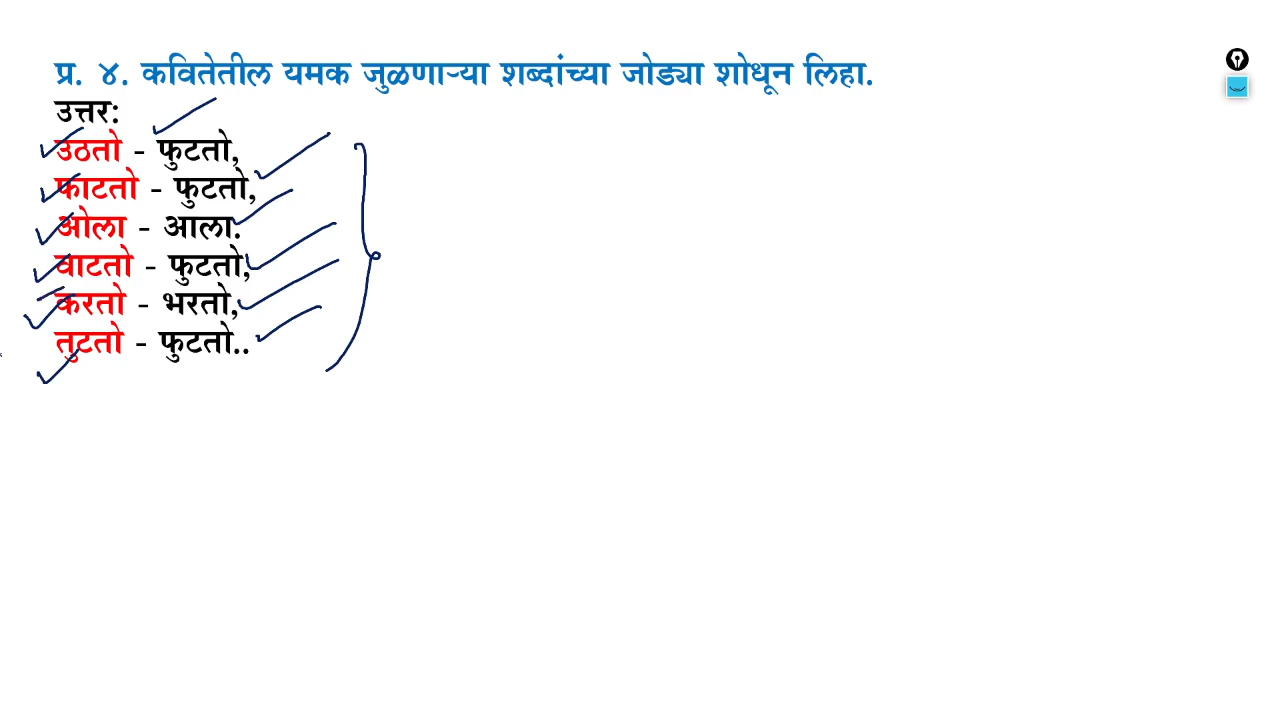 प्र. ४. कवितेतील यमक जुळणाऱ्या शब्दांच्या जोड्या शोधून लिहा.
उत्तर:
उठतो - फुटतो,
फाटतो - फुटतो,
ओला - आला.
वाटतो - फुटतो,
करतो - भरतो,
तुटतो - फुटतो..